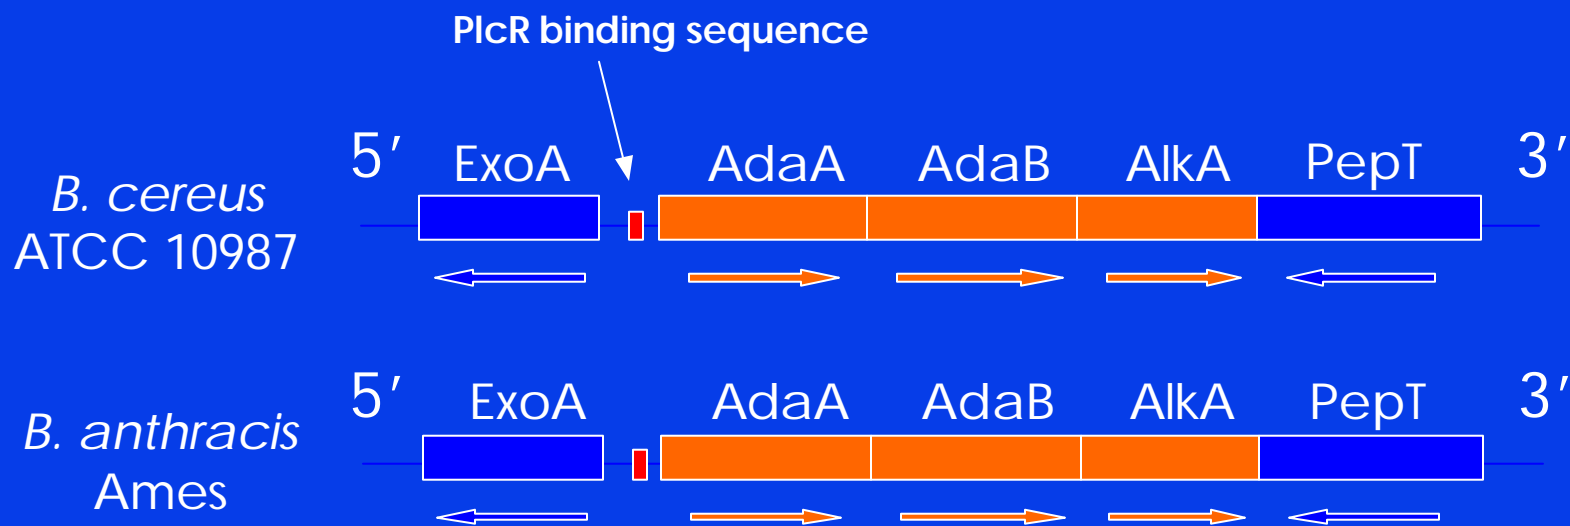 PlcR binding sequence
5′ ExoA AdaA AdaB AlkA PepT 3′
B. cereus
ATCC 10987
5′ ExoA AdaA AdaB AlkA PepT 3′
B. anthracis
Ames